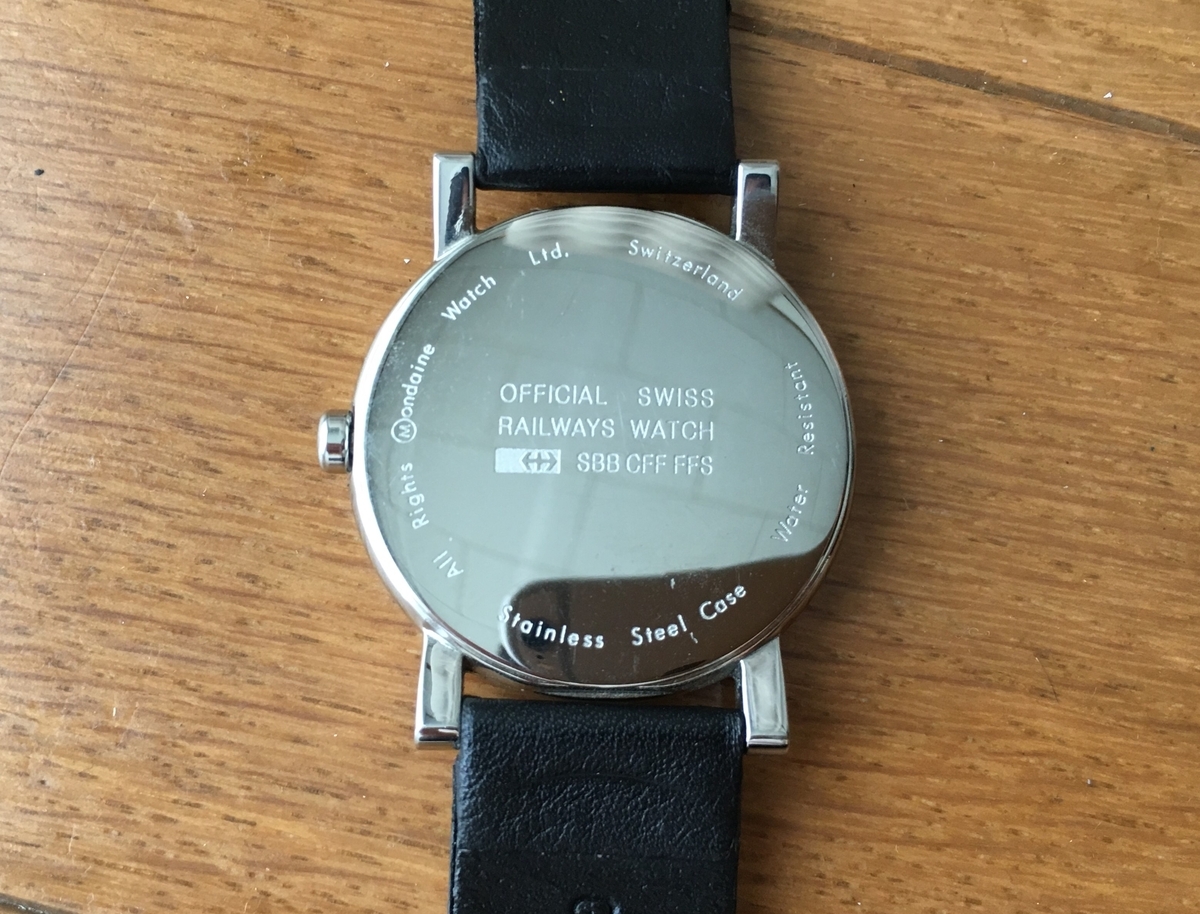 OFFICIAL SWISS
RAILWAYS WATCH
SBB CFF FFS
All Rights Mondaine Watch Ltd. Switzerland
Water Resistant
Stainless Steel Case